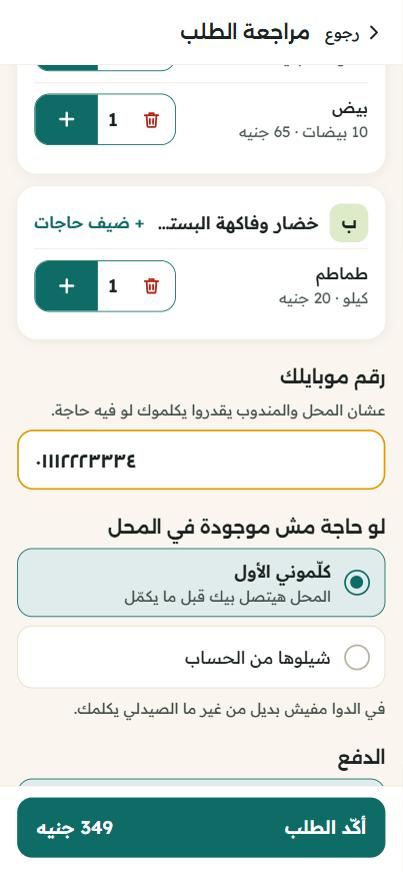 رجوع
مراجعة الطلب
بيض
10 بيضات · 65 جنيه
1
ب
خضار وفاكهة البستـ...
+ ضيف حاجات
طماطم
كيلو · 20 جنيه
1
رقم موبايلك
عشان المحل والمندوب يقدروا يكلموك لو فيه حاجة.
٠١١١٢٢٢٣٣٣٤
لو حاجة مش موجودة في المحل
كلّموني الأول
المحل هيتصل بيك قبل ما يكمّل
شيلوها من الحساب
في الدوا مفيش بديل من غير ما الصيدلي يكلمك.
الدفع
أكّد الطلب
349 جنيه